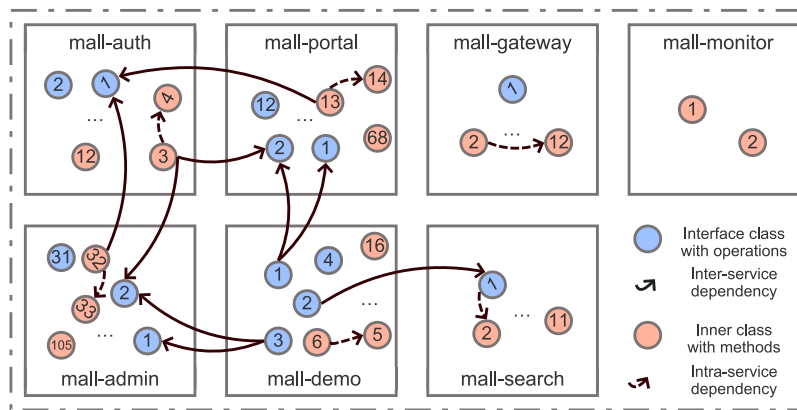 mall-auth
2
1
4
...
12
3
mall-portal
14
12
13
...
68
2
1
mall-gateway
1
...
2
12
mall-monitor
1
2
31
32
2
33
...
105
1
mall-admin
16
4
1
2
...
3
6
5
mall-demo
1
2
...
11
mall-search
Interface class
with operations
Inter-service
dependency
Inner class
with methods
Intra-service
dependency